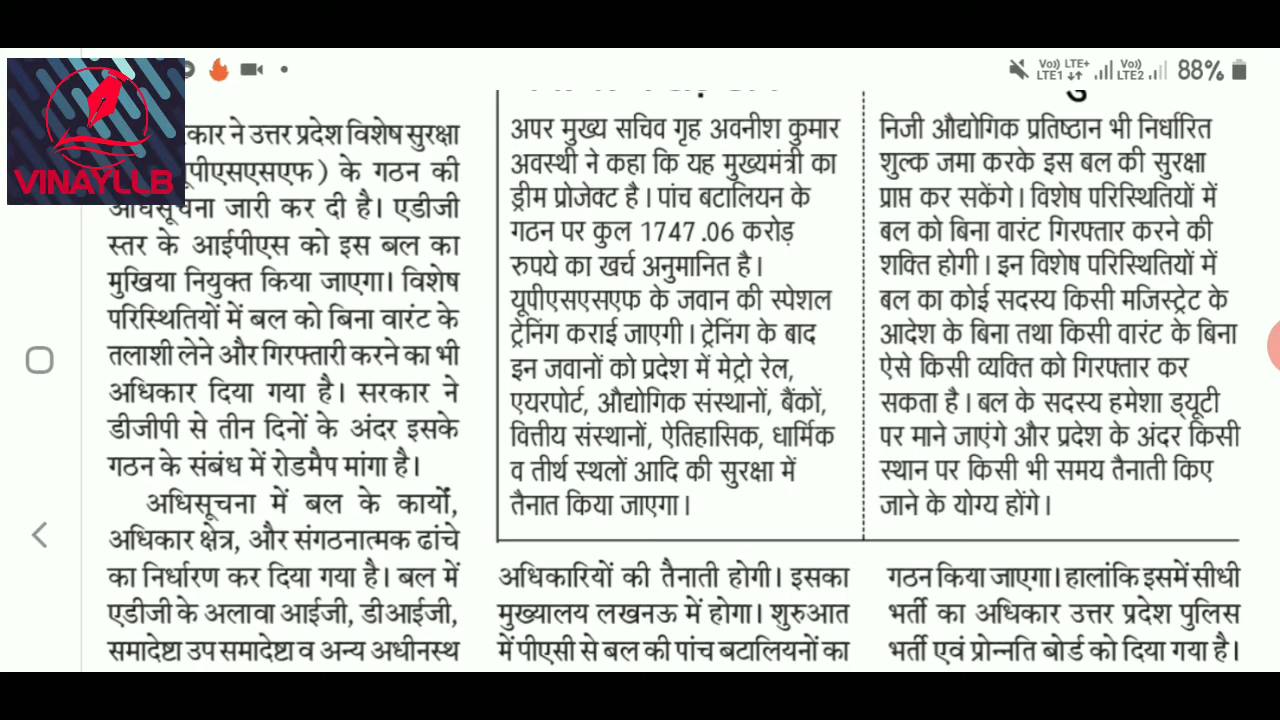 Vo)) LTE+ Vo))
LTE1 LTE2 88%
VINAYLLB
कार ने उत्तर प्रदेश विशेष सुरक्षा
पीएसएसएफ) के गठन की
अधिसूचना जारी कर दी है। एडीजी
स्तर के आईपीएस को इस बल का
मुखिया नियुक्त किया जाएगा। विशेष
परिस्थितियों में बल को बिना वारंट के
तलाशी लेने और गिरफ्तारी करने का भी
अधिकार दिया गया है। सरकार ने
डीजीपी से तीन दिनों के अंदर इसके
गठन के संबंध में रोडमैप मांगा है।
अधिसूचना में बल के कार्यों,
अधिकार क्षेत्र, और संगठनात्मक ढांचे
का निर्धारण कर दिया गया है। बल में
एडीजी के अलावा आईजी, डीआईजी,
समादेष्टा उप समादेष्टा व अन्य अधीनस्थ
अपर मुख्य सचिव गृह अवनीश कुमार
अवस्थी ने कहा कि यह मुख्यमंत्री का
ड्रीम प्रोजेक्ट है। पांच बटालियन के
गठन पर कुल 1747.06 करोड़
रुपये का खर्च अनुमानित है।
यूपीएसएसएफ के जवान की स्पेशल
ट्रेनिंग कराई जाएगी। ट्रेनिंग के बाद
इन जवानों को प्रदेश में मेट्रो रेल,
एयरपोर्ट, औद्योगिक संस्थानों, बैंकों,
वित्तीय संस्थानों, ऐतिहासिक, धार्मिक
व तीर्थ स्थलों आदि की सुरक्षा में
तैनात किया जाएगा।
निजी औद्योगिक प्रतिष्ठान भी निर्धारित
शुल्क जमा करके इस बल की सुरक्षा
प्राप्त कर सकेंगे। विशेष परिस्थितियों में
बल को बिना वारंट गिरफ्तार करने की
शक्ति होगी। इन विशेष परिस्थितियों में
बल का कोई सदस्य किसी मजिस्ट्रेट के
आदेश के बिना तथा किसी वारंट के बिना
ऐसे किसी व्यक्ति को गिरफ्तार कर
सकता है। बल के सदस्य हमेशा ड्यूटी
पर माने जाएंगे और प्रदेश के अंदर किसी
स्थान पर किसी भी समय तैनाती किए
जाने के योग्य होंगे।
अधिकारियों की तैनाती होगी। इसका
मुख्यालय लखनऊ में होगा। शुरुआत
में पीएसी से बल की पांच बटालियनों का
गठन किया जाएगा। हालांकि इसमें सीधी
भर्ती का अधिकार उत्तर प्रदेश पुलिस
भर्ती एवं प्रोन्नति बोर्ड को दिया गया है।